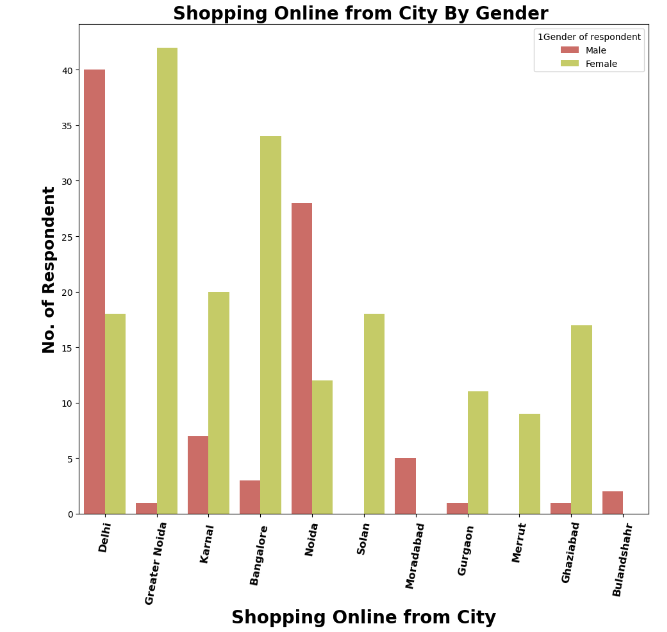 Shopping Online from City By Gender
1Gender of respondent
Male
Female
No. of Respondent
40
35
30
25
20
15
10
5
0
Delhi
Greater Noida
Karnal
Bangalore
Noida
Solan
Moradabad
Gurgaon
Merrut
Ghaziabad
Bulandshahr
Shopping Online from City